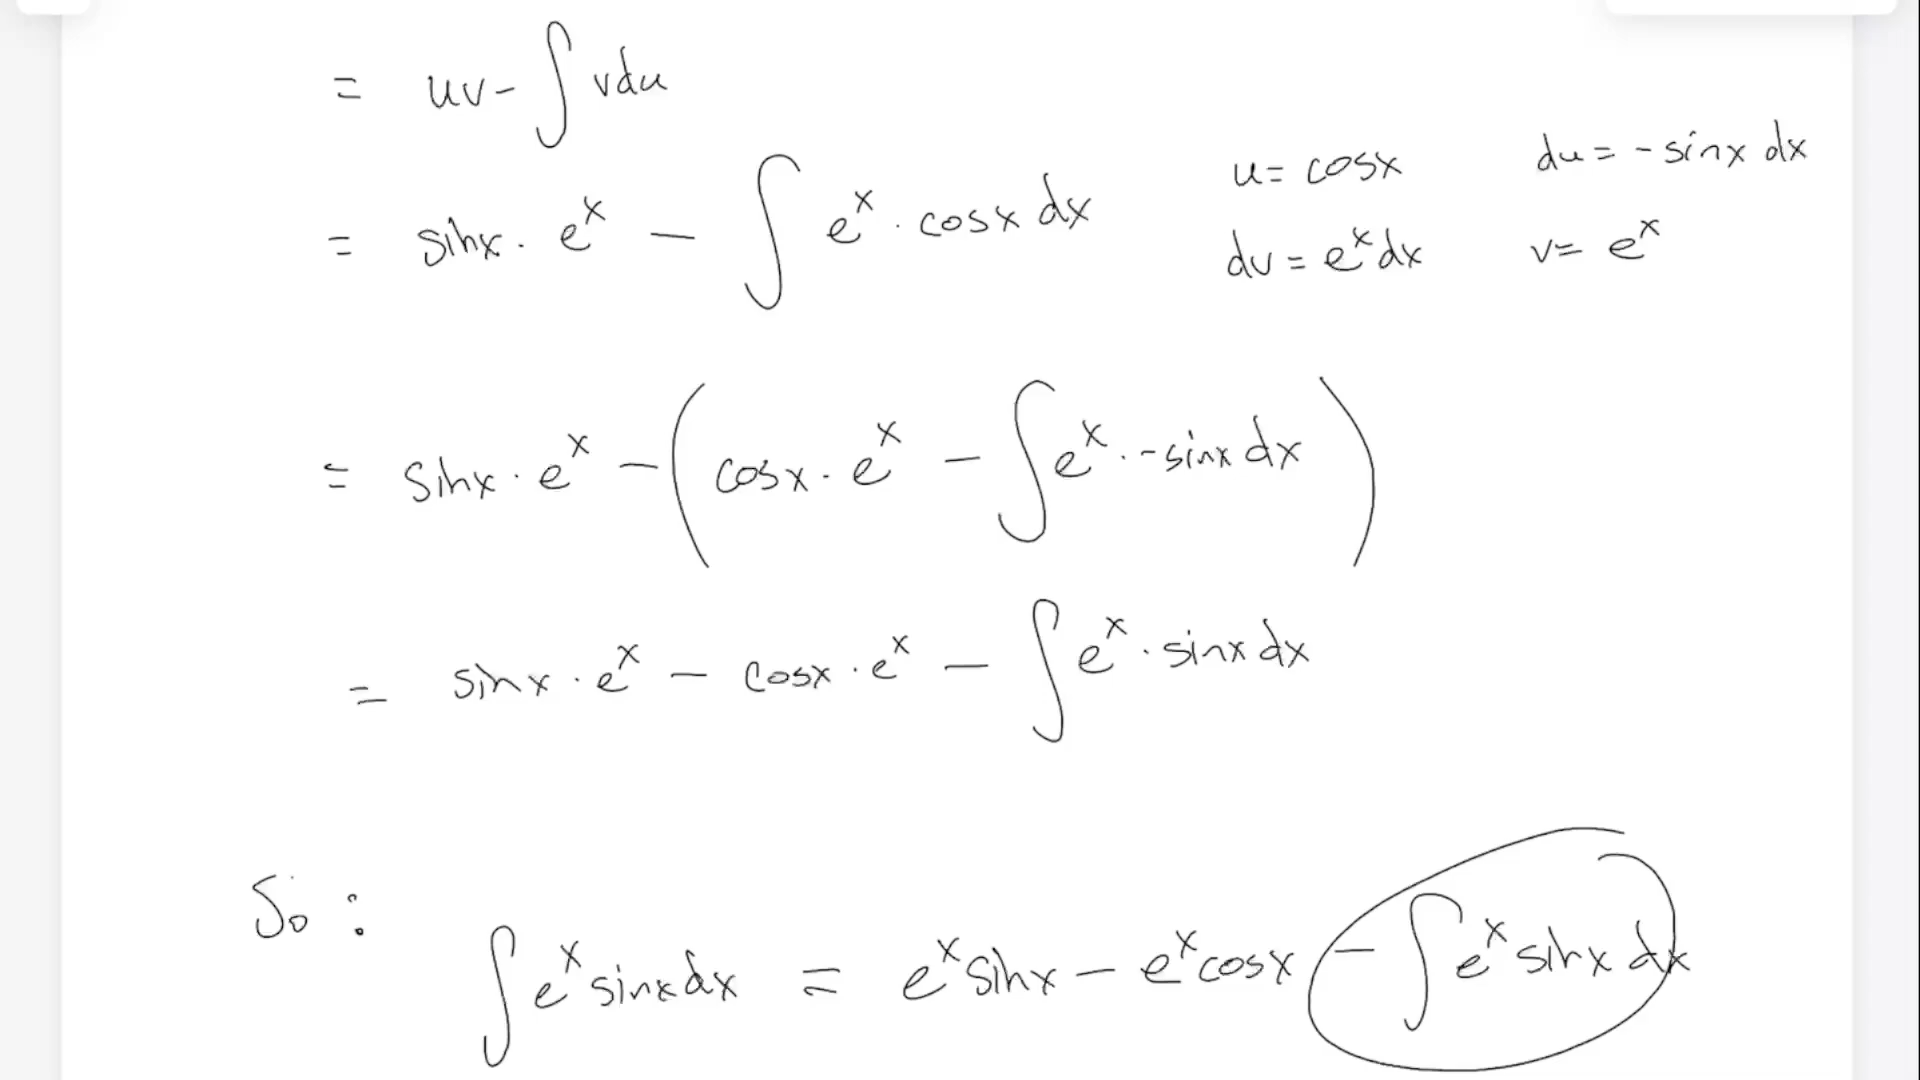 = uv - ∫ vdu
u = cosx du = - sinx dx
= sinx · e^x - ∫ e^x · cosx dx
dv = e^x dx v = e^x
= sinx · e^x - ( cosx · e^x - ∫ e^x · -sinx dx )
= sinx · e^x - cosx · e^x - ∫ e^x · sinx dx
So :
∫ e^x sinx dx = e^x sinx - e^x cosx - ∫ e^x sinx dx